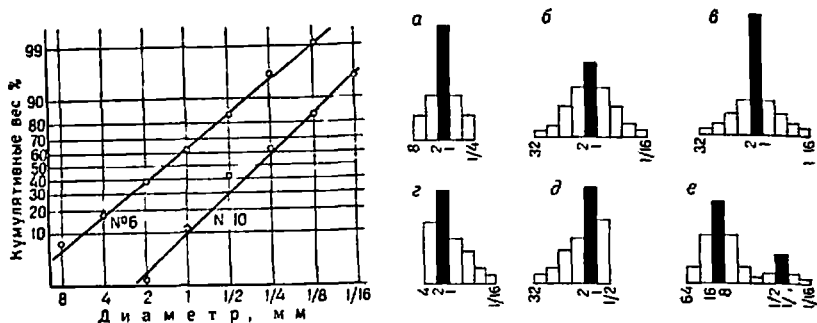 Кумулятивные вес %
99
90
80
70
60
50
40
30
20
10
№6
N 10
8 4 2 1 1/2 1/4 1/8 1/16
Диаметр, мм
а б в
8 2 1 1/4
32 2 1 1/16
32 2 1 1 16
г д е
4 2 1 1/16
32 2 1 1/2
64 16 8 1/2 1/16